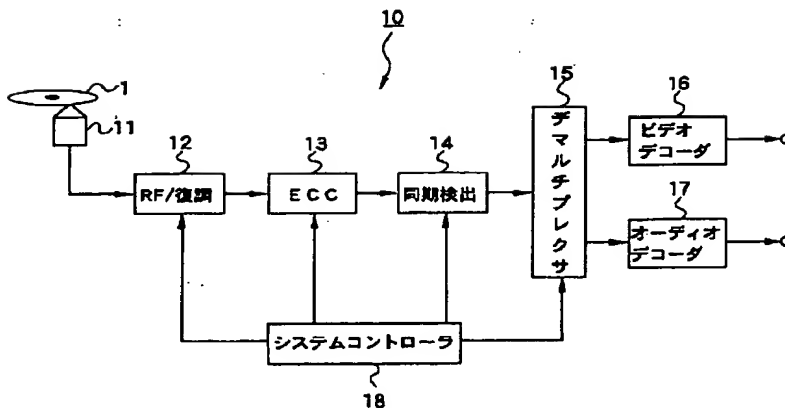 10
1
11
12
RF/復調
13
ECC
14
同期検出
15
デマルチプレクサ
16
ビデオ
デコーダ
17
オーディオ
デコーダ
システムコントローラ
18